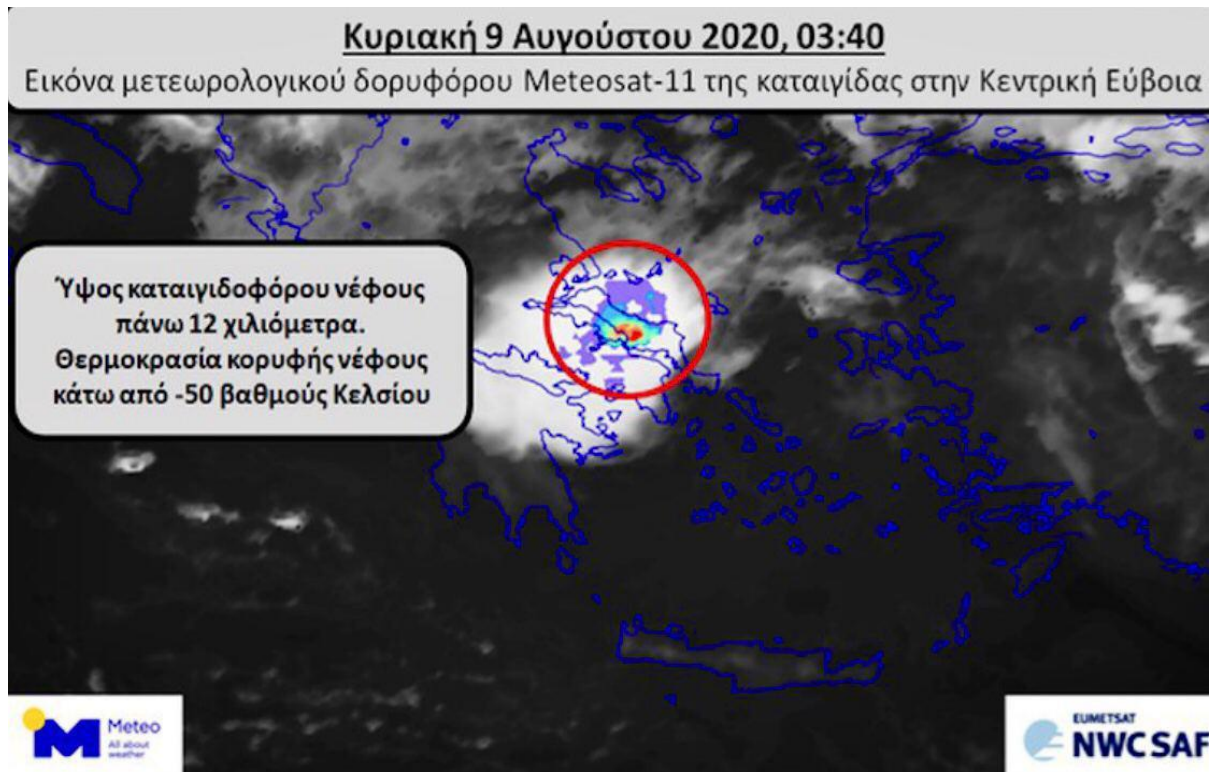 Κυριακή 9 Αυγούστου 2020, 03:40
Εικόνα μετεωρολογικού δορυφόρου Meteosat-11 της καταιγίδας στην Κεντρική Εύβοια
Ύψος καταιγιδοφόρου νέφους
πάνω 12 χιλιόμετρα.
Θερμοκρασία κορυφής νέφους
κάτω από -50 βαθμούς Κελσίου
Meteo
All about
weather
EUMETSAT
NWC SAF